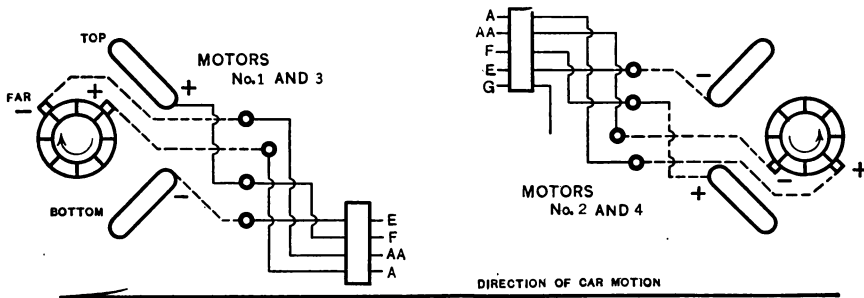 TOP
MOTORS
No.1 AND 3
FAR
+
-
+
BOTTOM
-
E
F
AA
A
A
AA
F
E
G
-
-
+
+
MOTORS
No. 2 AND 4
DIRECTION OF CAR MOTION